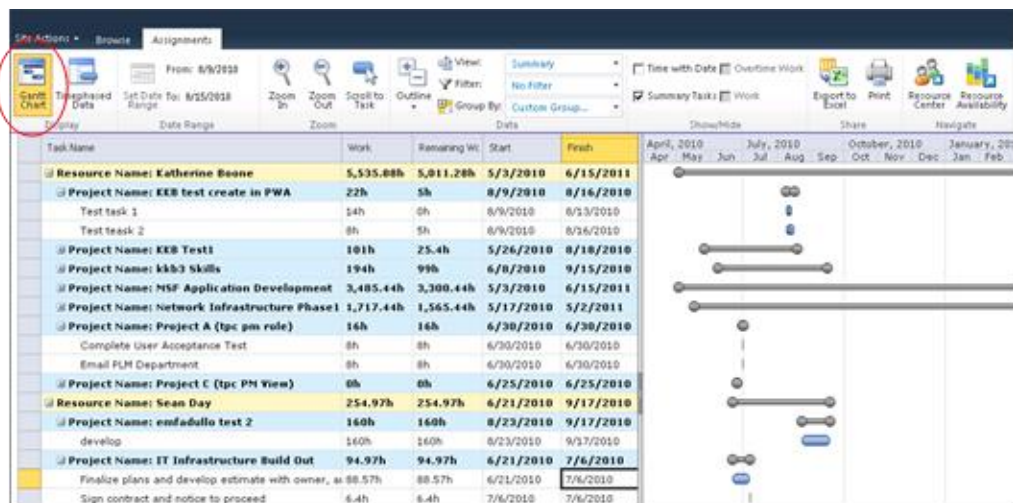 Site Actions Browse Assignments
From: 8/9/2010
To: 8/15/2010
Gantt Chart
Timephased Data
Set Date Range
Zoom In
Zoom Out
Scroll to Task
Outline
View: Summary
Filter: No Filter
Group By: Custom Group...
Time with Date Overtime Work
Summary Tasks Work
Export to Excel
Print
Resource Center
Resource Availability
Display Date Range Zoom Data Show/Hide Share Navigate
Task Name Work Remaining Wc Start Finish April, 2010 July, 2010 October, 2010 January, 201
Apr May Jun Jul Aug Sep Oct Nov Dec Jan Feb
Resource Name: Katherine Boone 5,535.88h 5,011.28h 5/3/2010 6/15/2011
Project Name: KKB test create in PWA 22h 5h 8/9/2010 8/16/2010
Test task 1 14h 0h 8/9/2010 8/13/2010
Test teask 2 8h 5h 8/9/2010 8/16/2010
Project Name: KKB Test1 101h 25.4h 5/26/2010 8/18/2010
Project Name: kkb3 Skills 194h 99h 6/8/2010 9/15/2010
Project Name: MSF Application Development 3,485.44h 3,300.44h 5/3/2010 6/15/2011
Project Name: Network Infrastructure Phase1 1,717.44h 1,565.44h 5/17/2010 5/2/2011
Project Name: Project A (tpc pm role) 16h 16h 6/30/2010 6/30/2010
Complete User Acceptance Test 8h 8h 6/30/2010 6/30/2010
Email PLM Department 8h 8h 6/30/2010 6/30/2010
Project Name: Project C (tpc PM View) 0h 0h 6/25/2010 6/25/2010
Resource Name: Sean Day 254.97h 254.97h 6/21/2010 9/17/2010
Project Name: emfadullo test 2 160h 160h 8/23/2010 9/17/2010
develop 160h 160h 8/23/2010 9/17/2010
Project Name: IT Infrastructure Build Out 94.97h 94.97h 6/21/2010 7/6/2010
Finalize plans and develop estimate with owner, a 88.57h 88.57h 6/21/2010 7/6/2010
Sign contract and notice to proceed 6.4h 6.4h 7/6/2010 7/6/2010